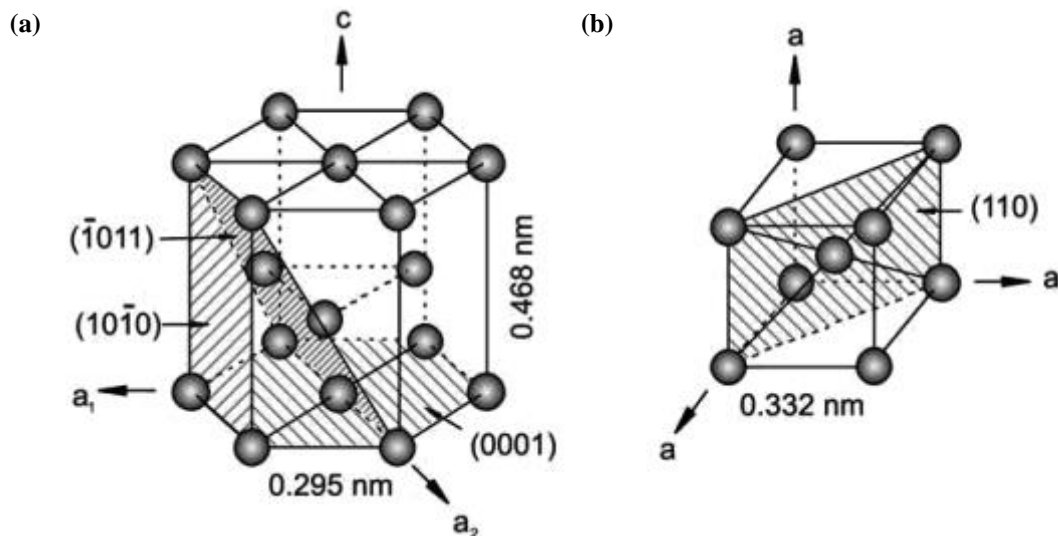 (a)
c
(1̄011)
(101̄0)
0.468 nm
a₁
(0001)
0.295 nm
a₂
(b)
a
(110)
a
0.332 nm
a